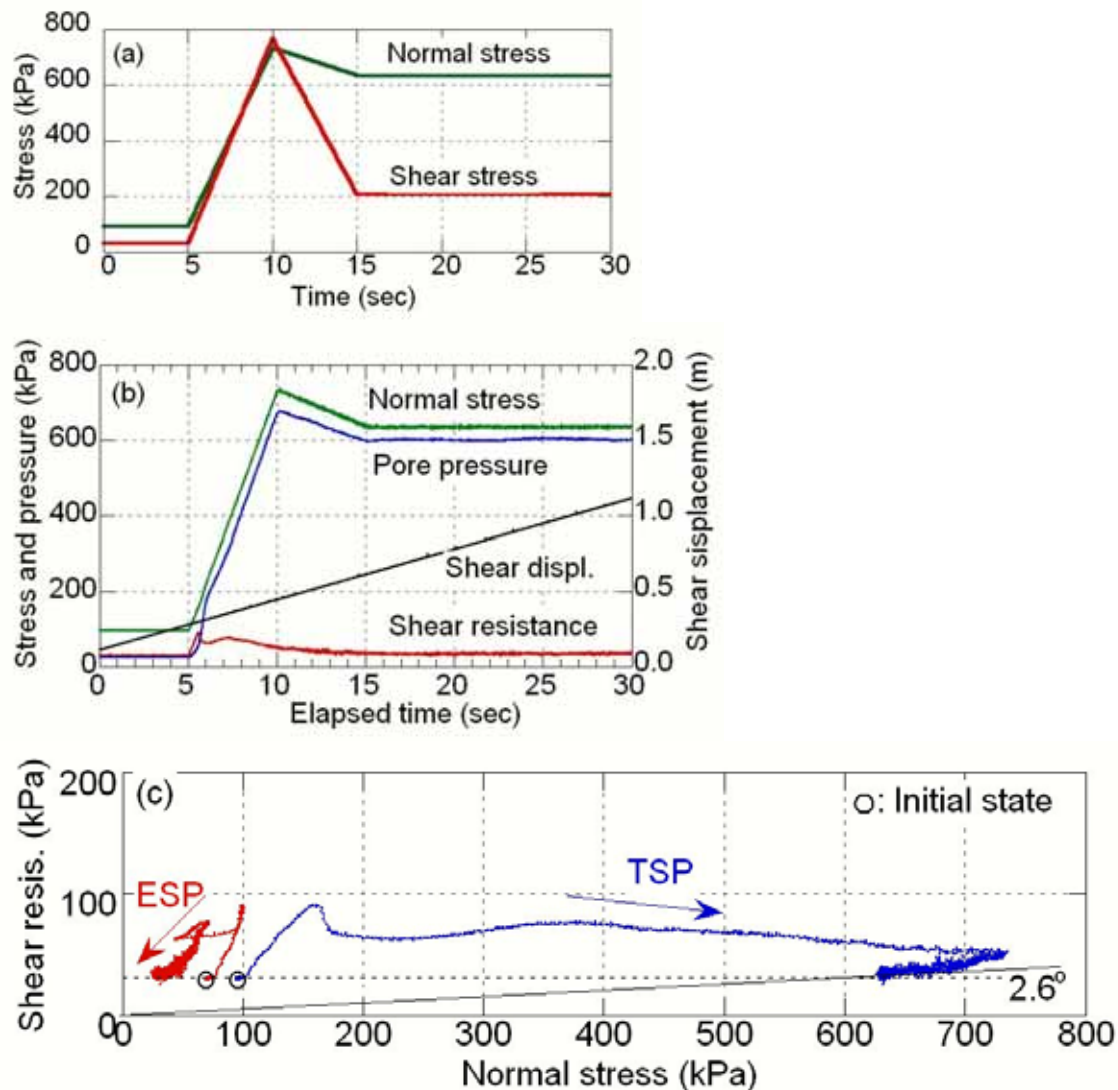 800
(a)
Normal stress
600
Stress (kPa)
400
Shear stress
200
0
0 5 10 15 20 25 30
Time (sec)
800 2.0
(b)
Normal stress
600 1.5
Pore pressure
Stress and pressure (kPa)
Shear sisplacement (m)
400 1.0
Shear displ.
200 0.5
Shear resistance
0 0.0
0 5 10 15 20 25 30
Elapsed time (sec)
200
(c)
O: Initial state
Shear resis. (kPa)
ESP
TSP
100
2.6°
0
0 100 200 300 400 500 600 700 800
Normal stress (kPa)